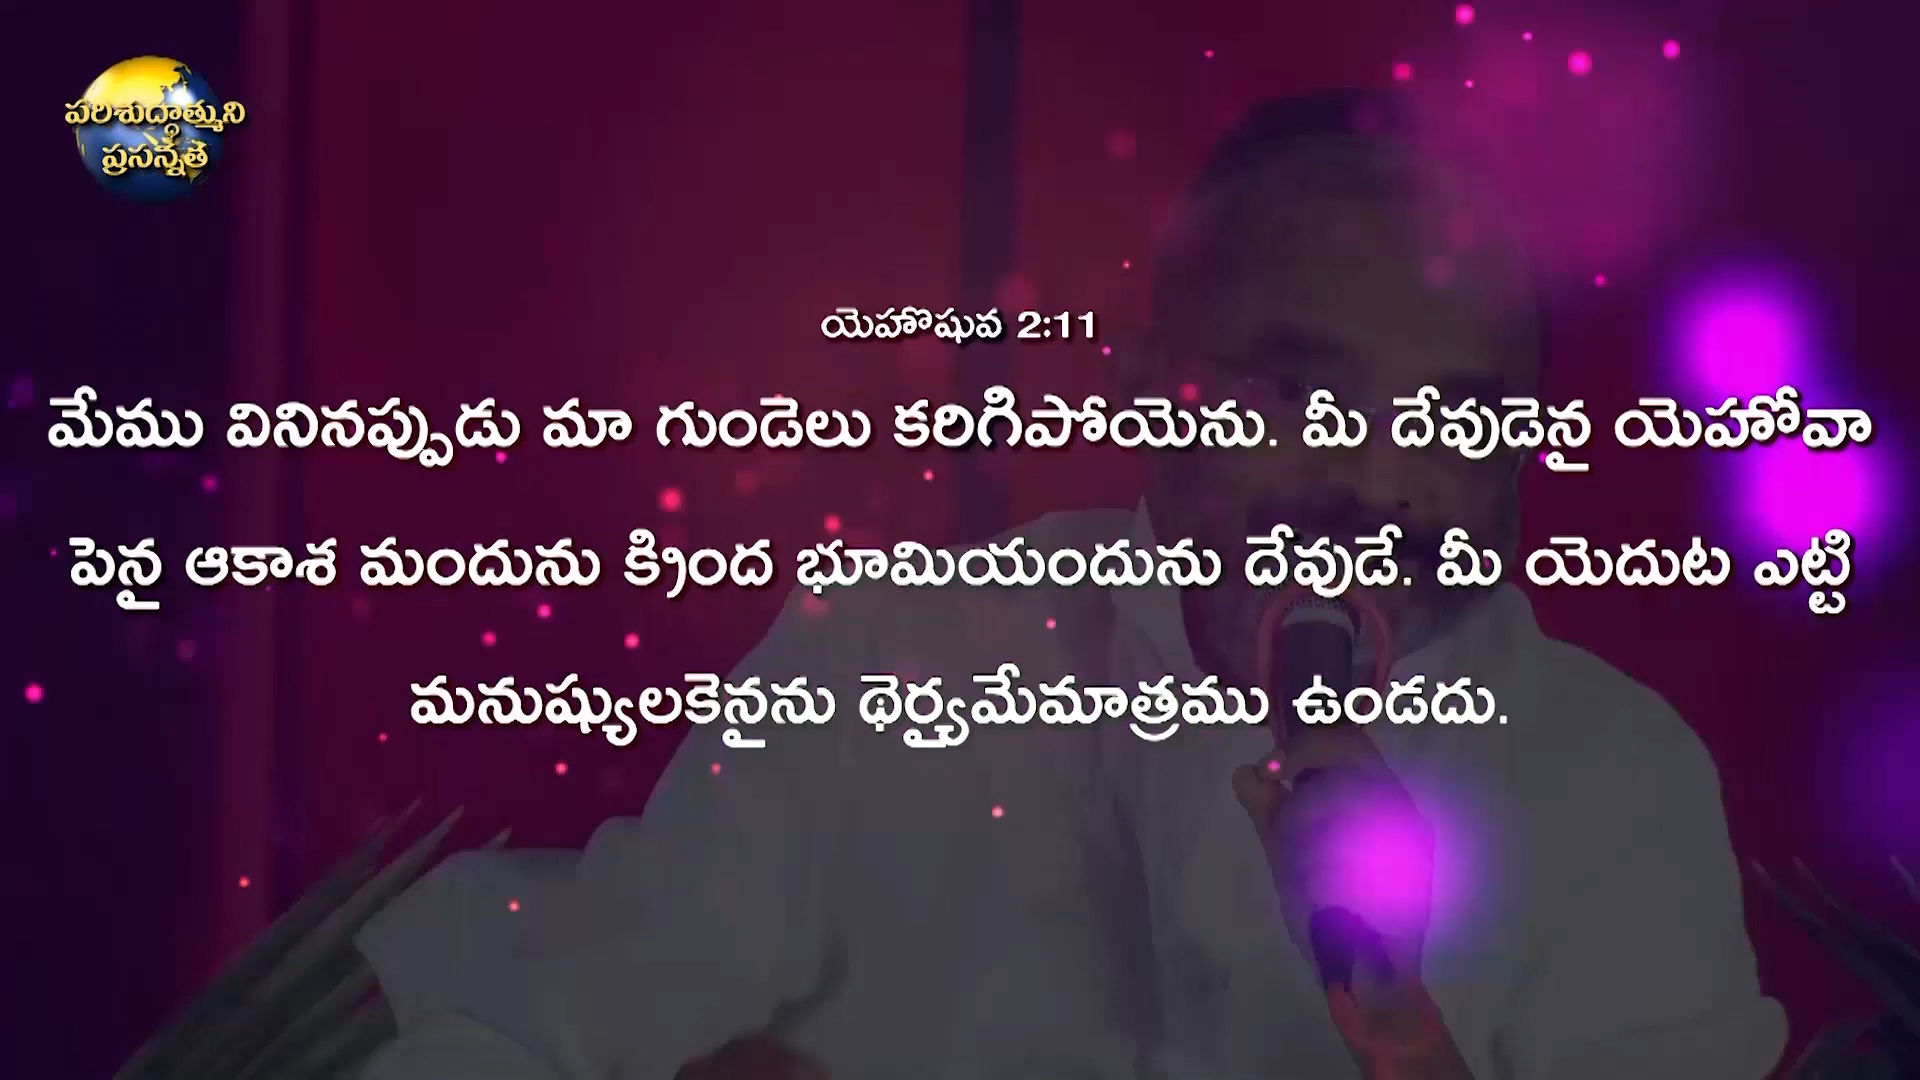 పరిశుద్ధాత్ముని
ప్రసన్నత
యెహొషువ 2:11
మేము వినినప్పుడు మా గుండెలు కరిగిపోయెను. మీ దేవుడైన యెహోవా
పైన ఆకాశ మందును క్రింద భూమియందును దేవుడే. మీ యెదుట ఎట్టి
మనుష్యులకైనను థైర్యమేమాత్రము ఉండదు.